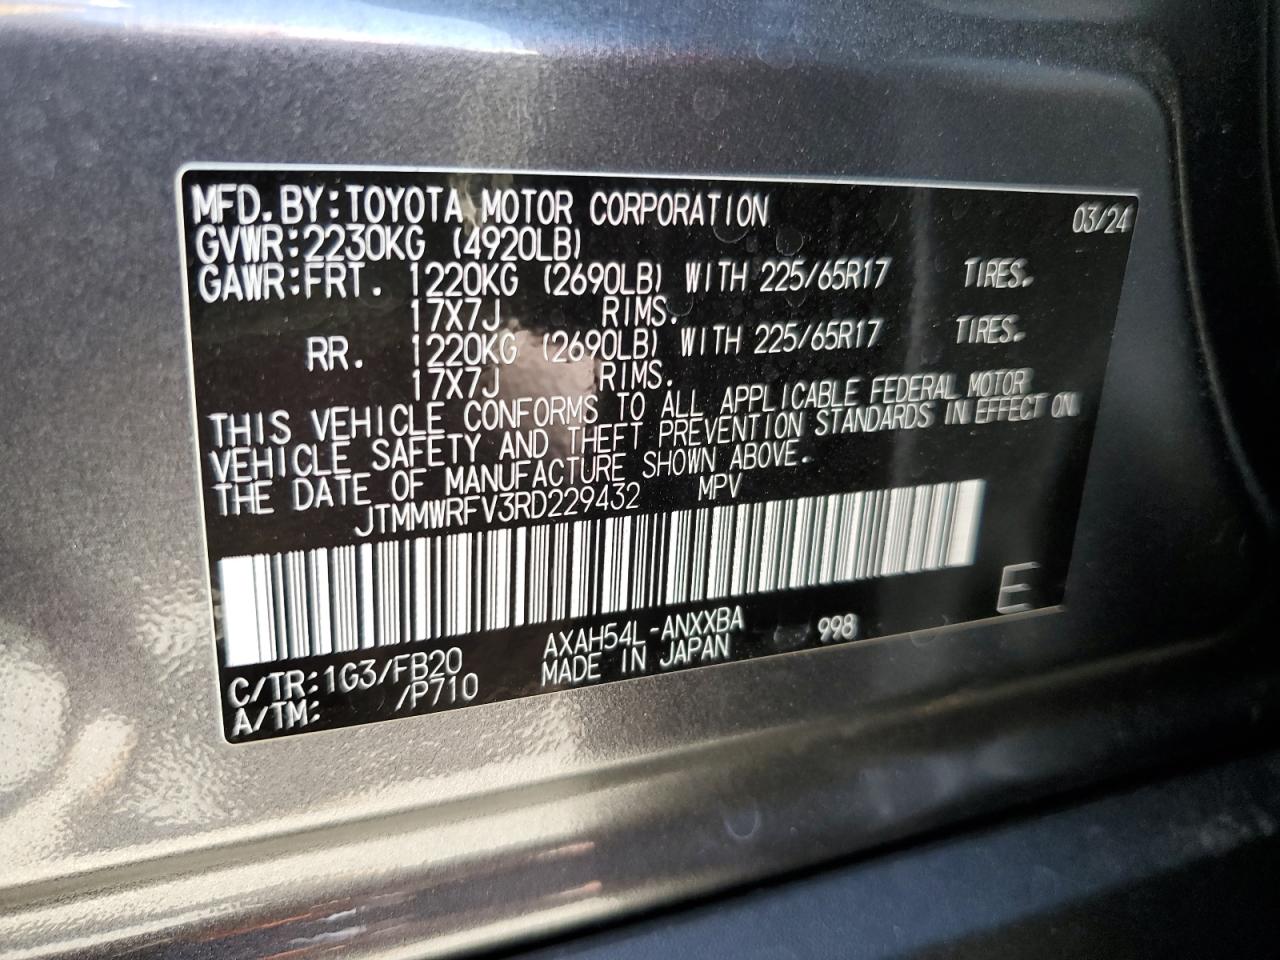 MFD.BY:TOYOTA MOTOR CORPORATION 03/24
GVWR:2230KG (4920LB)
GAWR:FRT. 1220KG (2690LB) WITH 225/65R17 TIRES.
17X7J RIMS.
RR. 1220KG (2690LB) WITH 225/65R17 TIRES.
17X7J RIMS.
THIS VEHICLE CONFORMS TO ALL APPLICABLE FEDERAL MOTOR
VEHICLE SAFETY AND THEFT PREVENTION STANDARDS IN EFFECT ON
THE DATE OF MANUFACTURE SHOWN ABOVE.
JTMMWRFV3RD229432 MPV
E
C/TR:1G3/FB20 AXAH54L-ANXXBA 998
A/TM: /P710 MADE IN JAPAN